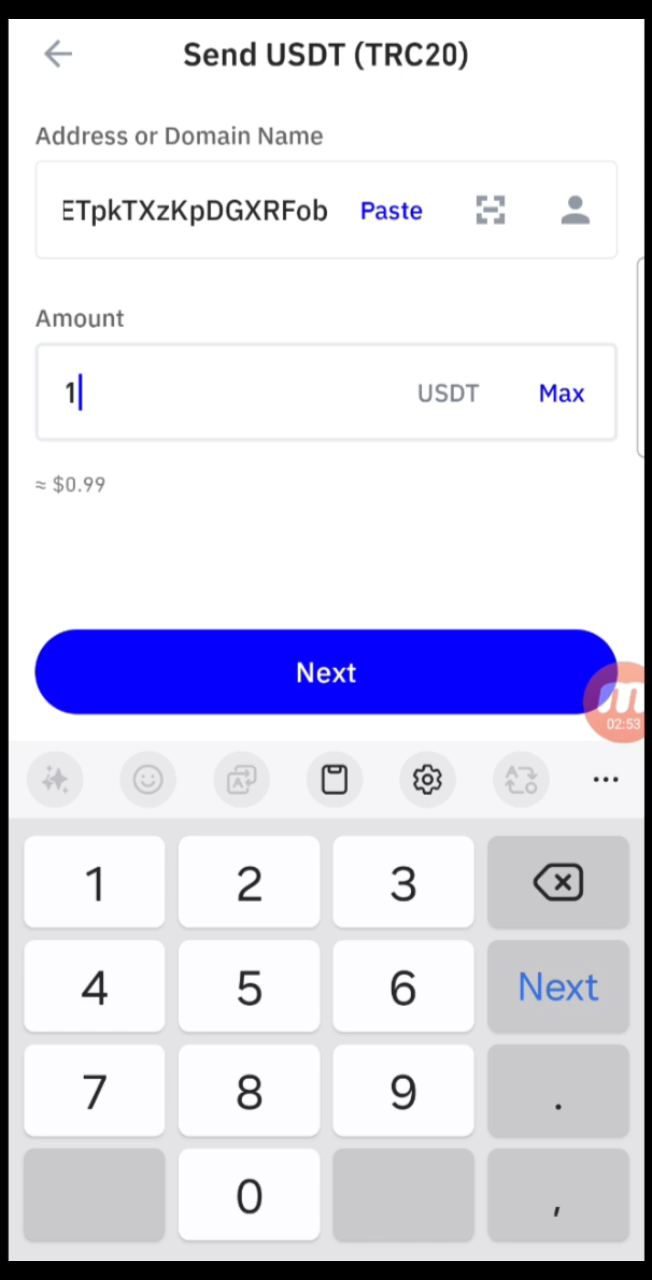 Send USDT (TRC20)
Address or Domain Name
ETpkTXzKpDGXRFob Paste
Amount
1 USDT Max
≈ $0.99
Next
m
02:53
1 2 3
4 5 6 Next
7 8 9 .
0 ,